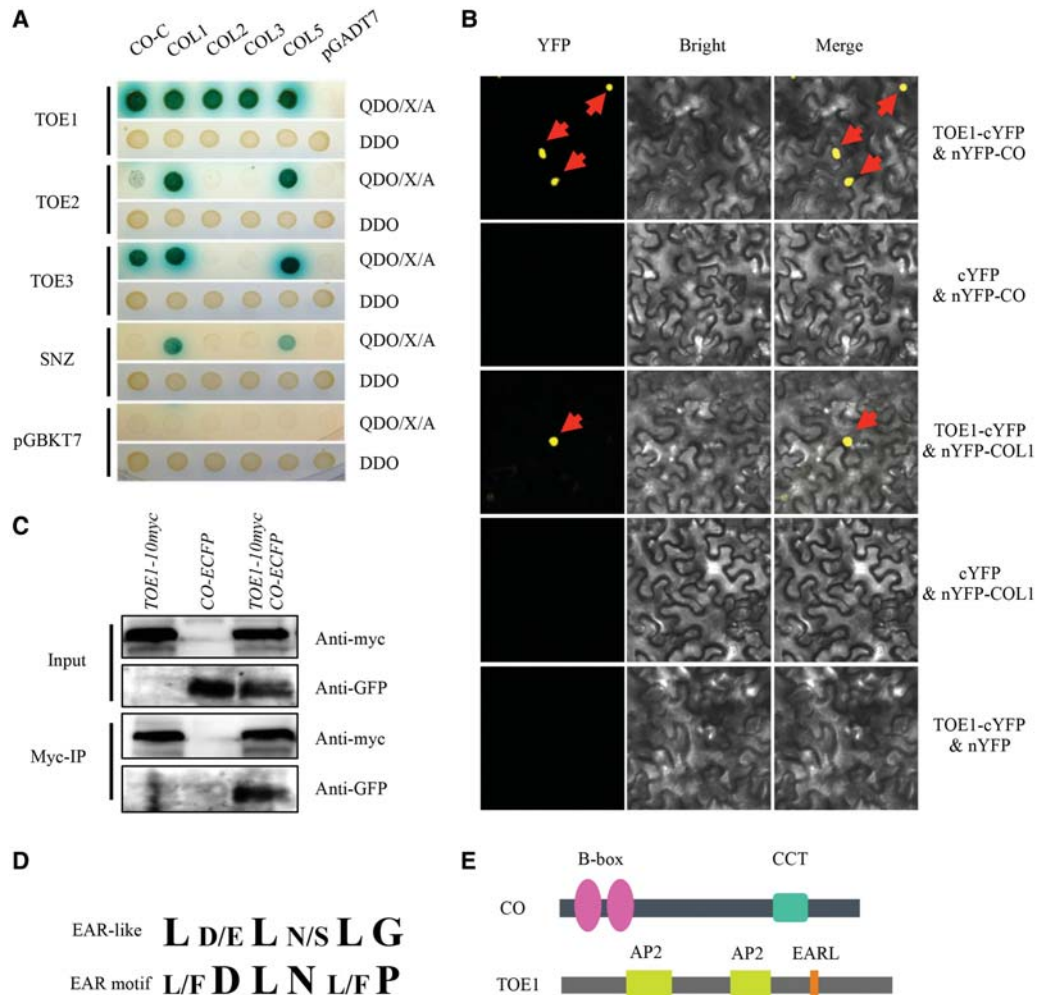 A
CO-C COL1 COL2 COL3 COL5 pGADT7
TOE1
QDO/X/A
DDO
TOE2
QDO/X/A
DDO
TOE3
QDO/X/A
DDO
SNZ
QDO/X/A
DDO
pGBKT7
QDO/X/A
DDO
B
YFP Bright Merge
TOE1-cYFP
& nYFP-CO
cYFP
& nYFP-CO
TOE1-cYFP
& nYFP-COL1
cYFP
& nYFP-COL1
TOE1-cYFP
& nYFP
C
TOE1-10myc
CO-ECFP
TOE1-10myc
CO-ECFP
Input
Anti-myc
Anti-GFP
Myc-IP
Anti-myc
Anti-GFP
D
EAR-like L D/E L N/S L G
EAR motif L/F D L N L/F P
E
B-box CCT
CO
AP2 AP2 EARL
TOE1